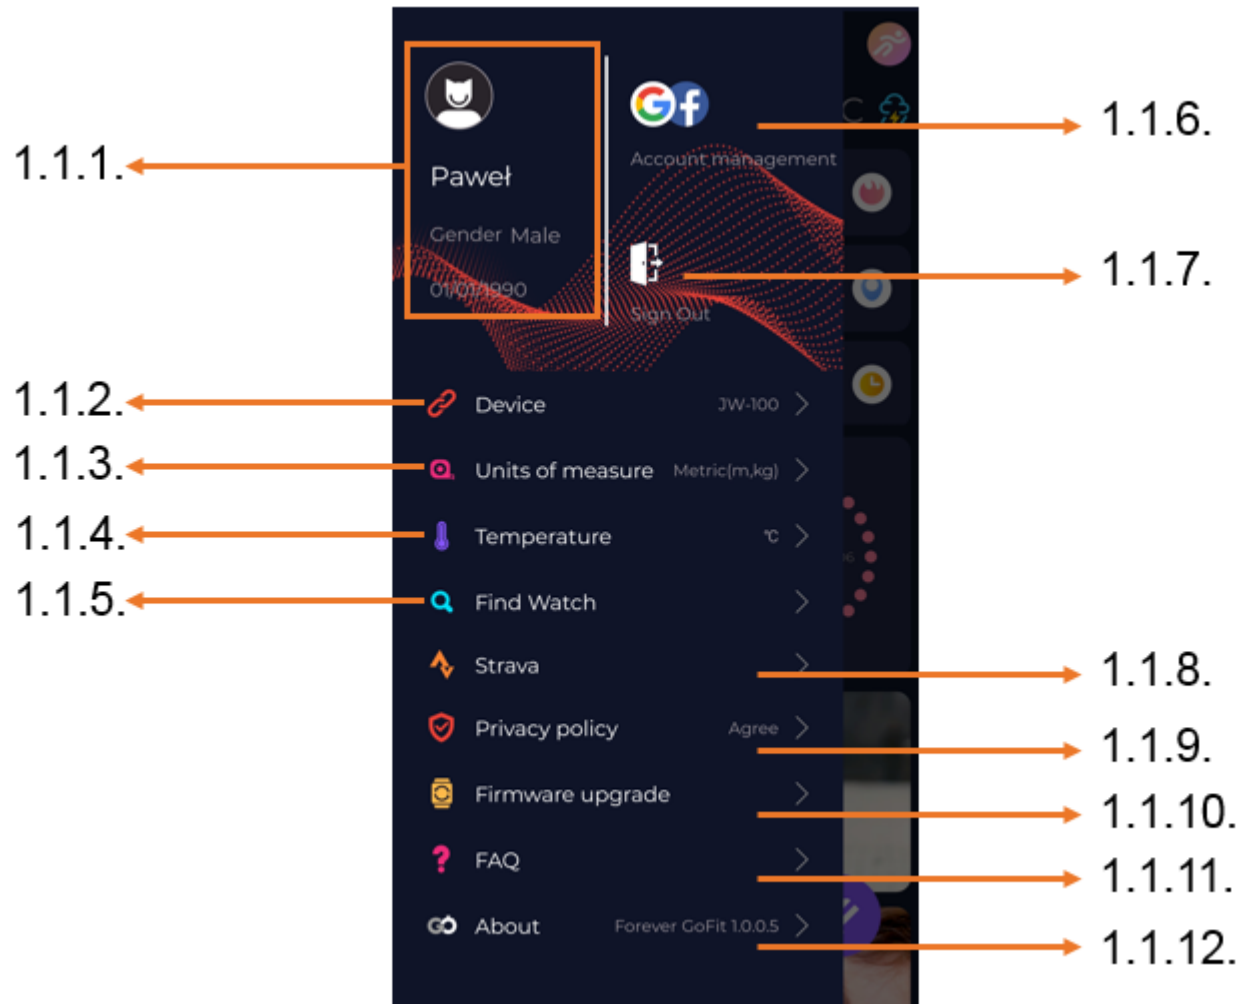 1.1.1.
Paweł
Gender Male
01/01/1990
Account management
1.1.6.
Sign Out
1.1.7.
C
1.1.2.
Device JW-100
1.1.3.
Units of measure Metric(m,kg)
1.1.4.
Temperature °C
1.1.5.
Find Watch
Strava
1.1.8.
Privacy policy Agree
1.1.9.
Firmware upgrade
1.1.10.
FAQ
1.1.11.
About Forever GoFit 1.0.0.5
1.1.12.